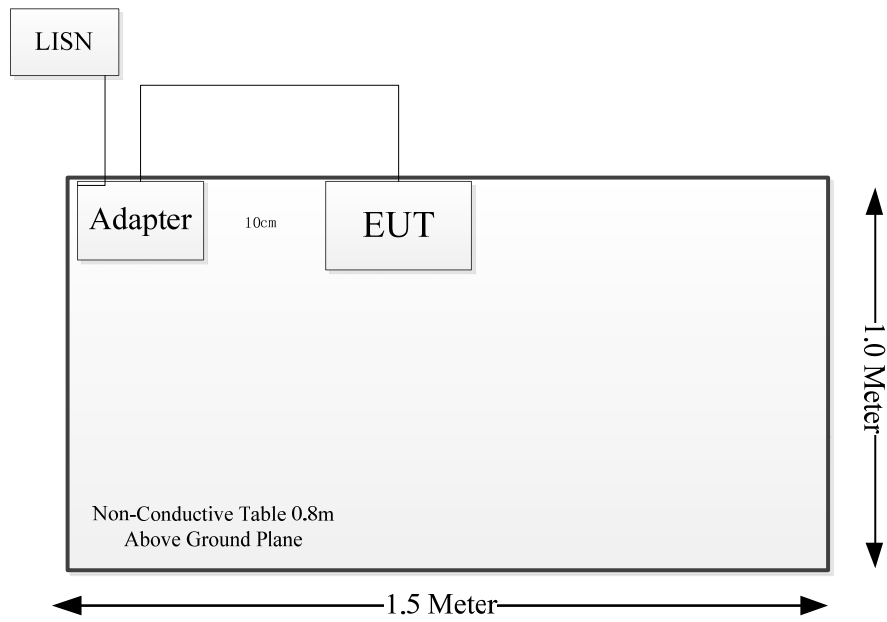 LISN
Adapter
10cm
EUT
1.0 Meter
Non-Conductive Table 0.8m
Above Ground Plane
1.5 Meter